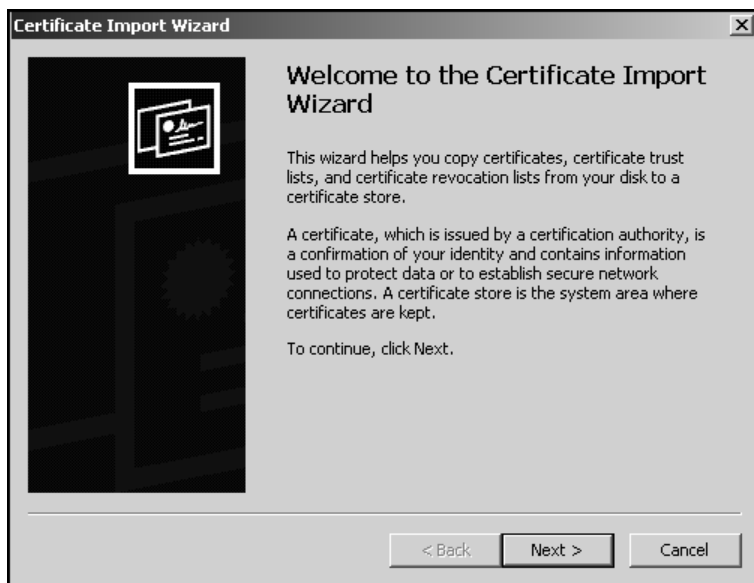 Certificate Import Wizard
Welcome to the Certificate Import
Wizard
This wizard helps you copy certificates, certificate trust
lists, and certificate revocation lists from your disk to a
certificate store.
A certificate, which is issued by a certification authority, is
a confirmation of your identity and contains information
used to protect data or to establish secure network
connections. A certificate store is the system area where
certificates are kept.
To continue, click Next.
< Back Next > Cancel